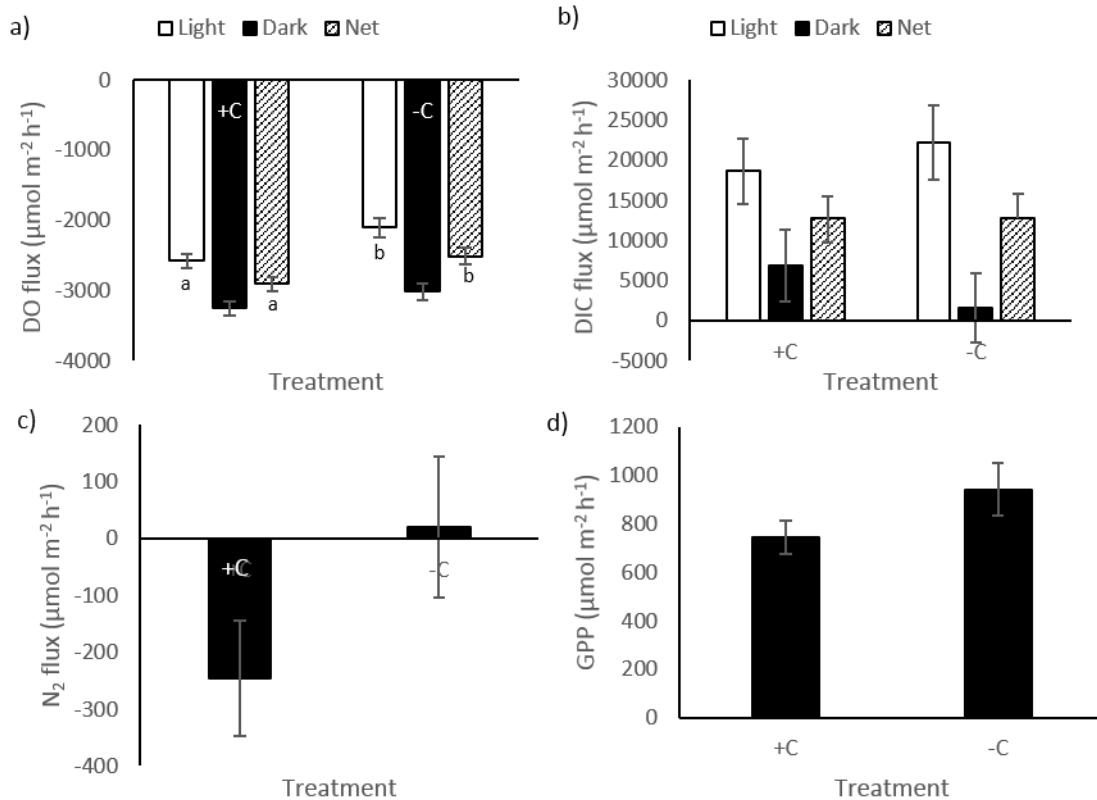 a)
Light Dark Net
0
-1000
-2000
-3000
-4000
DO flux (µmol m⁻² h⁻¹)
+C
-C
a
a
b
b
Treatment
b)
Light Dark Net
30000
25000
20000
15000
10000
5000
0
-5000
DIC flux (µmol m⁻² h⁻¹)
+C
-C
Treatment
c)
200
100
0
-100
-200
-300
-400
N₂ flux (µmol m⁻² h⁻¹)
+C
-C
Treatment
d)
1200
1000
800
600
400
200
0
GPP (µmol m⁻² h⁻¹)
+C
-C
Treatment